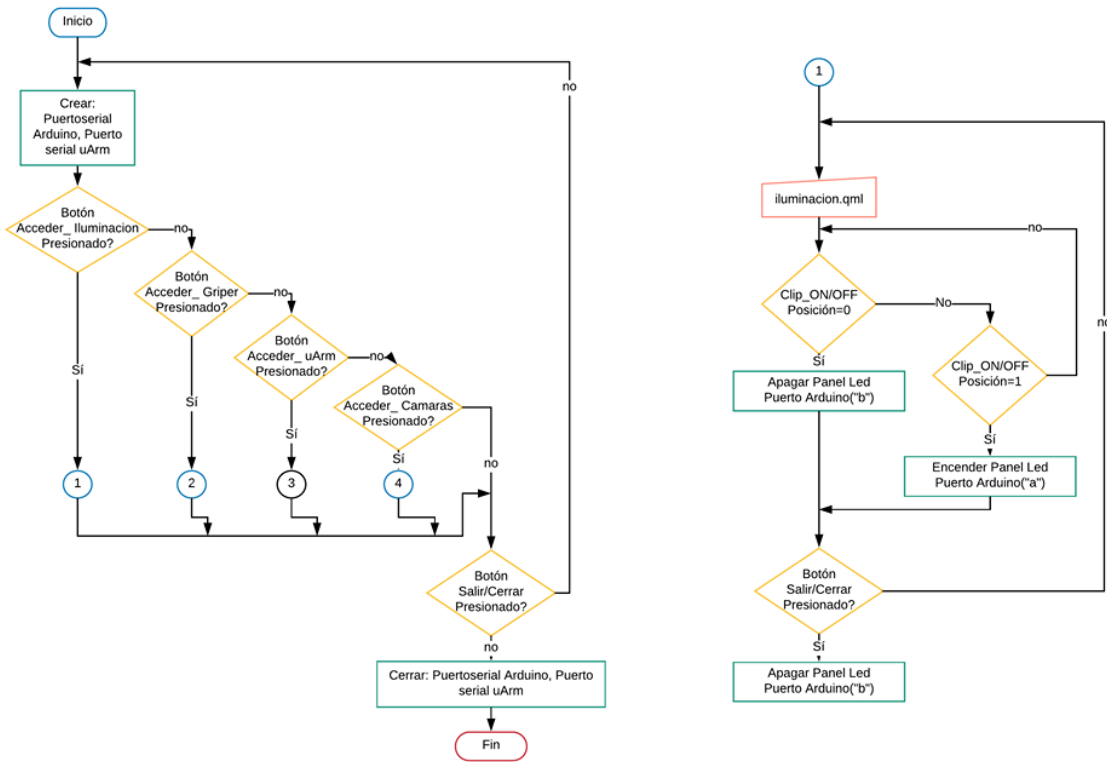 Inicio
Crear:
Puertoserial
Arduino, Puerto
serial uArm
Botón
Acceder_ Iluminacion
Presionado?
no
Sí
Botón
Acceder_ Griper
Presionado?
no
Sí
Botón
Acceder_ uArm
Presionado?
no
Sí
Botón
Acceder_ Camaras
Presionado?
no
Sí
1
2
3
4
Botón
Salir/Cerrar
Presionado?
no
no
Cerrar: Puertoserial Arduino, Puerto
serial uArm
Fin
1
iluminacion.qml
Clip_ON/OFF
Posición=0
No
Sí
Apagar Panel Led
Puerto Arduino("b")
Clip_ON/OFF
Posición=1
no
Sí
Encender Panel Led
Puerto Arduino("a")
Botón
Salir/Cerrar
Presionado?
no
Sí
Apagar Panel Led
Puerto Arduino("b")